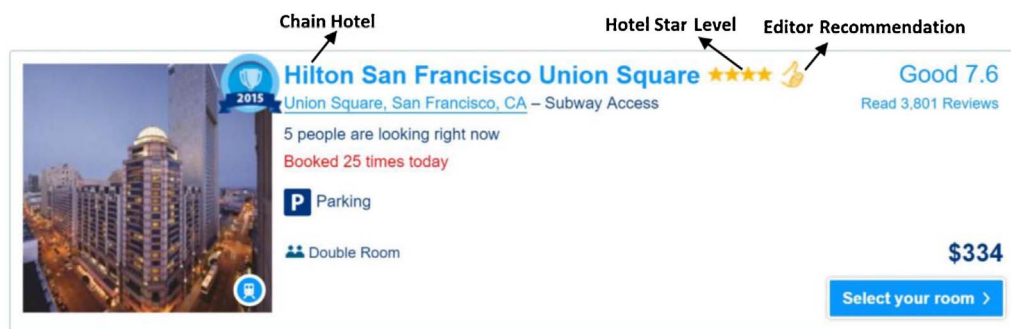 Chain Hotel
Hotel Star Level
Editor Recommendation
2015
Hilton San Francisco Union Square
Good 7.6
Union Square, San Francisco, CA – Subway Access
Read 3,801 Reviews
5 people are looking right now
Booked 25 times today
P Parking
Double Room
$334
Select your room >